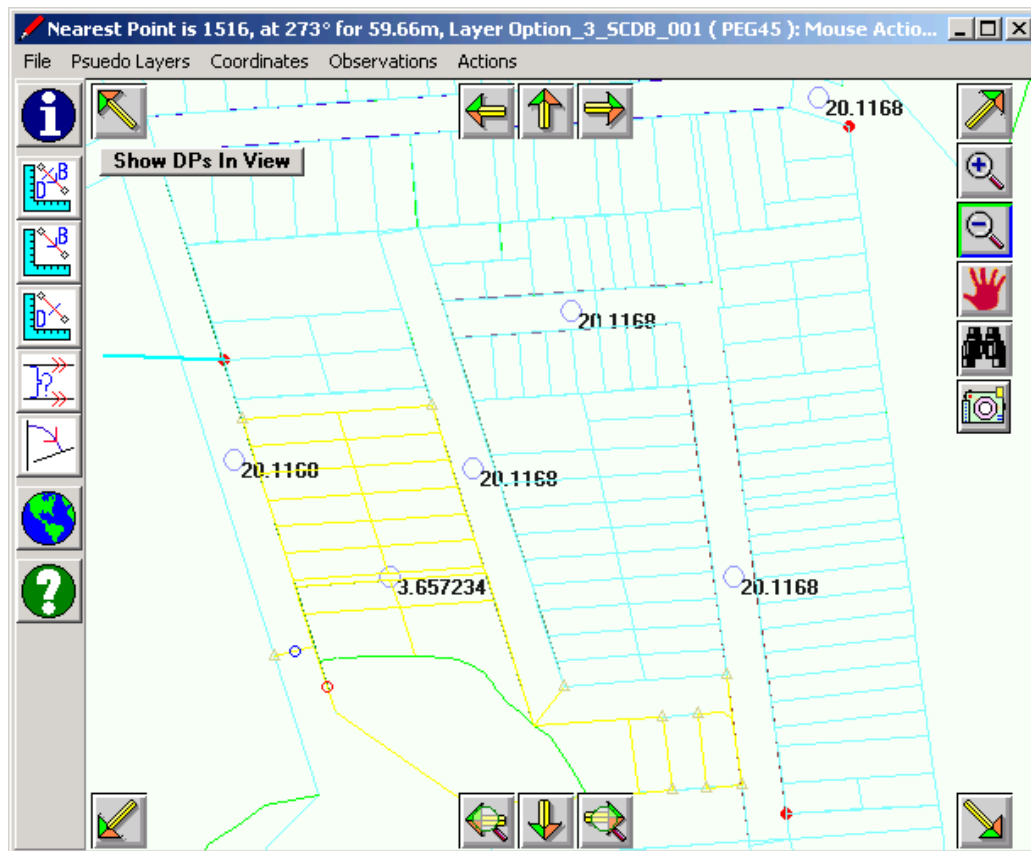 Nearest Point is 1516, at 273° for 59.66m, Layer Option_3_SCDB_001 ( PEG45 ): Mouse Actio...
File Psuedo Layers Coordinates Observations Actions
20.1168
Show DPs In View
B
D
B
20.1168
D
}?
20.1168
20.1168
3.657234
20.1168